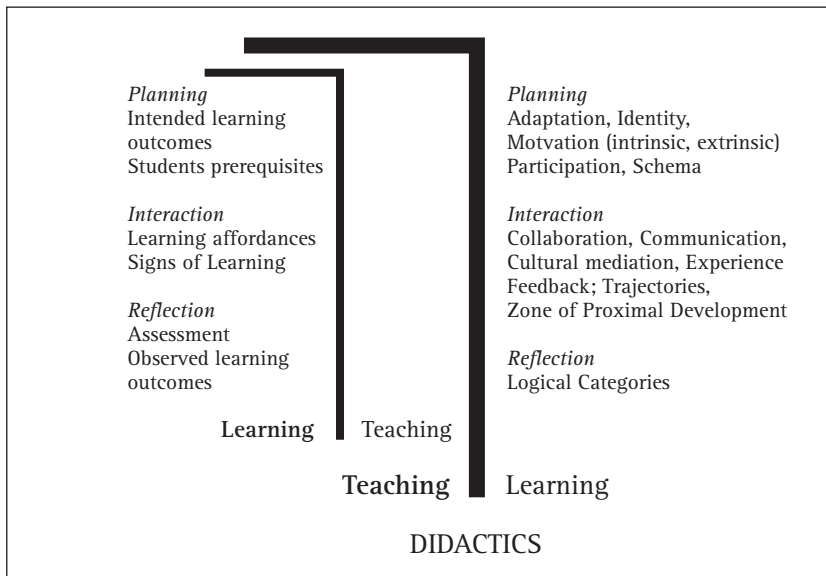 Planning
Intended learning
outcomes
Students prerequisites
Interaction
Learning affordances
Signs of Learning
Reflection
Assessment
Observed learning
outcomes
Planning
Adaptation, Identity,
Motvation (intrinsic, extrinsic)
Participation, Schema
Interaction
Collaboration, Communication,
Cultural mediation, Experience
Feedback; Trajectories,
Zone of Proximal Development
Reflection
Logical Categories
Learning Teaching
Teaching Learning
DIDACTICS